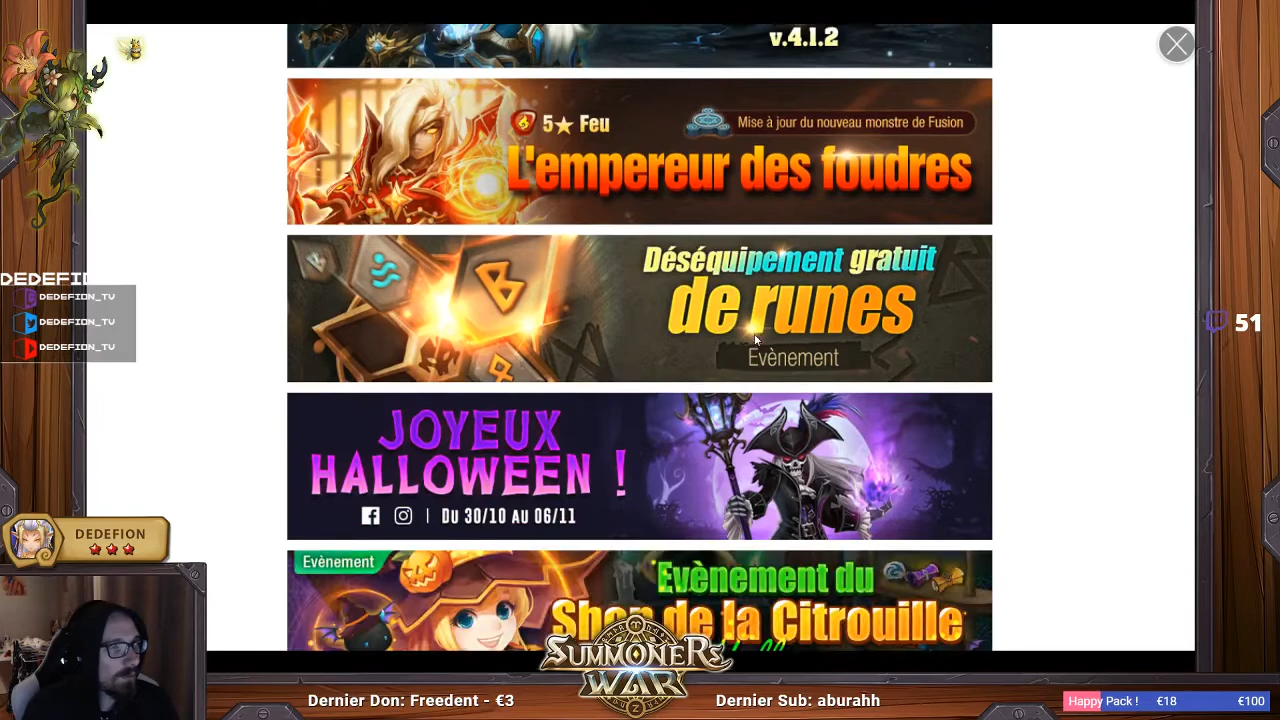 v.4.1.2
5★ Feu
Mise à jour du nouveau monstre de Fusion
L'empereur des foudres
Déséquipement gratuit
de runes
Evènement
DEDEFION
DEDEFION_TV
DEDEFION_TV
DEDEFION_TV
51
JOYEUX
HALLOWEEN !
DU 30/10 AU 06/11
DEDEFION
Evènement
Evènement du
Shop de la Citrouille
SUMMONERS
WAR
Dernier Don: Freedent - €3
Dernier Sub: aburahh
Happy Pack ! €18 €100